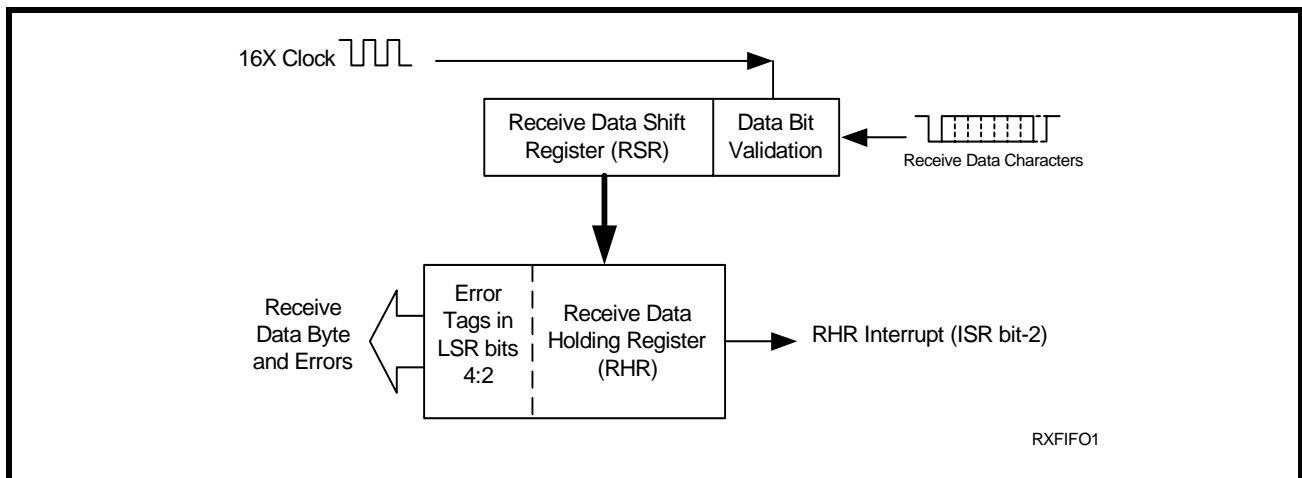 16X Clock
Receive Data Shift
Register (RSR)
Data Bit
Validation
Receive Data Characters
Receive
Data Byte
and Errors
Error
Tags in
LSR bits
4:2
Receive Data
Holding Register
(RHR)
RHR Interrupt (ISR bit-2)
RXFIFO1